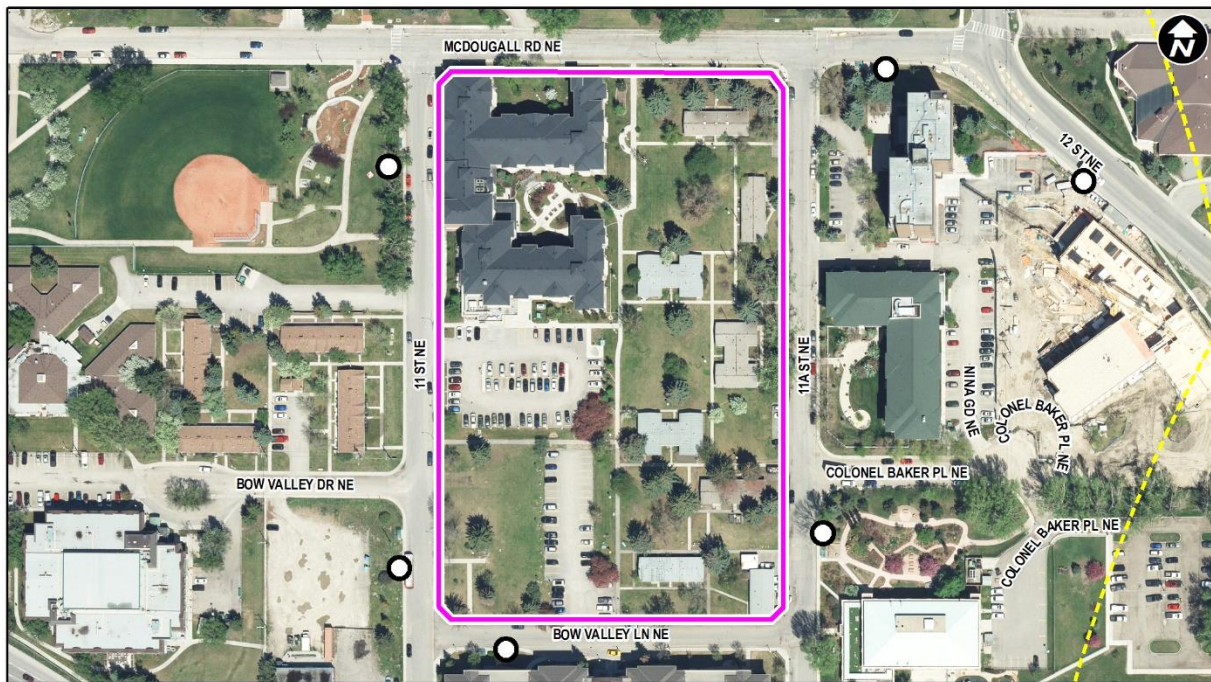 MCDOUGALL RD NE
N
12 ST NE
11 ST NE
11A ST NE
NINA GD NE
COLONEL BAKER PL NE
COLONEL BAKER PL NE
BOW VALLEY DR NE
COLONEL BAKER PL NE
BOW VALLEY LN NE